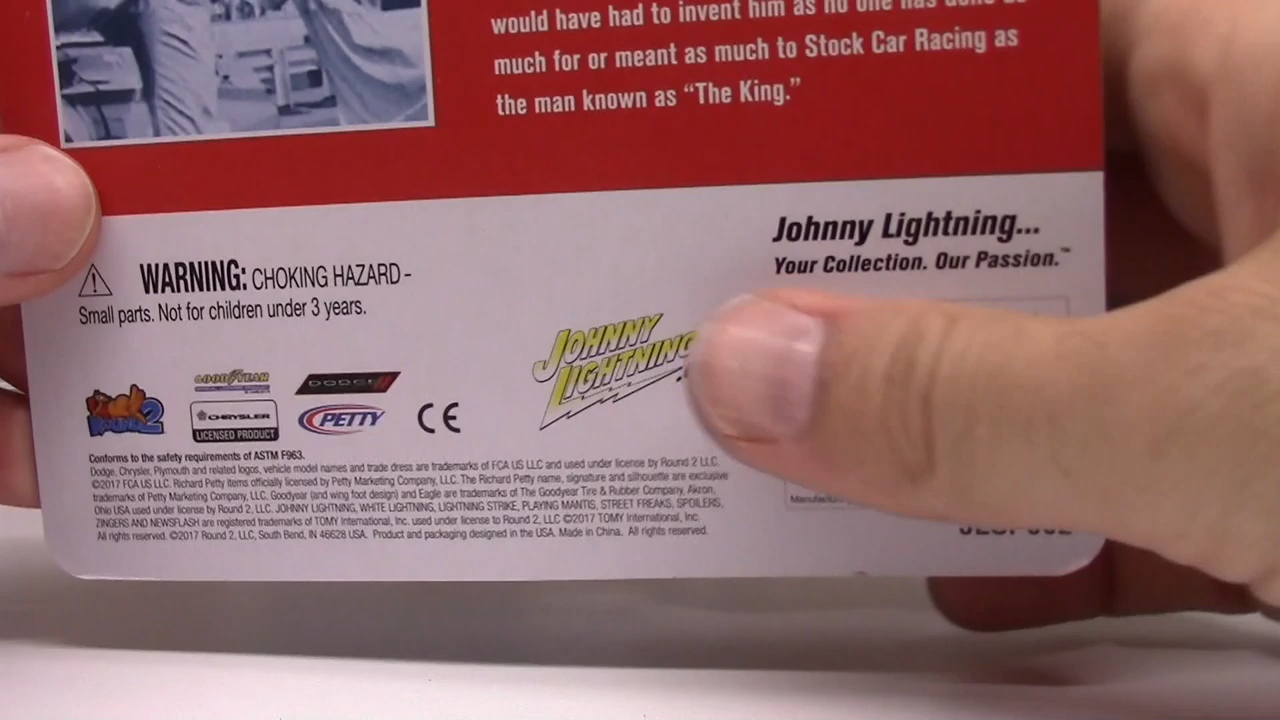 would have had to invent him as no one has done as
much for or meant as much to Stock Car Racing as
the man known as “The King.”
Johnny Lightning...
Your Collection. Our Passion.™
WARNING: CHOKING HAZARD -
Small parts. Not for children under 3 years.
JOHNNY
LIGHTNING
GOODYEAR
DODGE
ROUND 2
CHRYSLER
LICENSED PRODUCT
PETTY
CE
Conforms to the safety requirements of ASTM F963.
Dodge, Chrysler, Plymouth and related logos, vehicle model names and trade dress are trademarks of FCA US LLC and used under license by Round 2 LLC.
©2017 FCA US LLC. Richard Petty items officially licensed by Petty Marketing Company, LLC. The Richard Petty name, signature and silhouette are exclusive
trademarks of Petty Marketing Company, LLC. Goodyear (and wing foot design) and Eagle are trademarks of The Goodyear Tire & Rubber Company, Akron,
Ohio USA used under license by Round 2, LLC. JOHNNY LIGHTNING, WHITE LIGHTNING, LIGHTNING STRIKE, PLAYING MANTIS, STREET FREAKS, SPOILERS,
ZINGERS AND NEWSFLASH are registered trademarks of TOMY International, Inc. used under license to Round 2, LLC ©2017 TOMY International, Inc.
All rights reserved. ©2017 Round 2, LLC, South Bend, IN 46628 USA. Product and packaging designed in the USA. Made in China. All rights reserved.